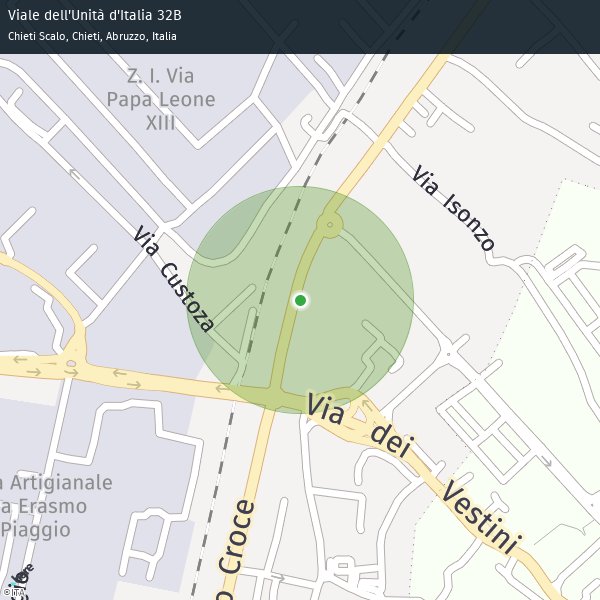 Viale dell'Unità d'Italia 32B
Chieti Scalo, Chieti, Abruzzo, Italia
Z. I. Via
Papa Leone
XIII
Via Isonzo
Via Custoza
Via dei Vestini
a Artigianale
a Erasmo
Piaggio
o Croce